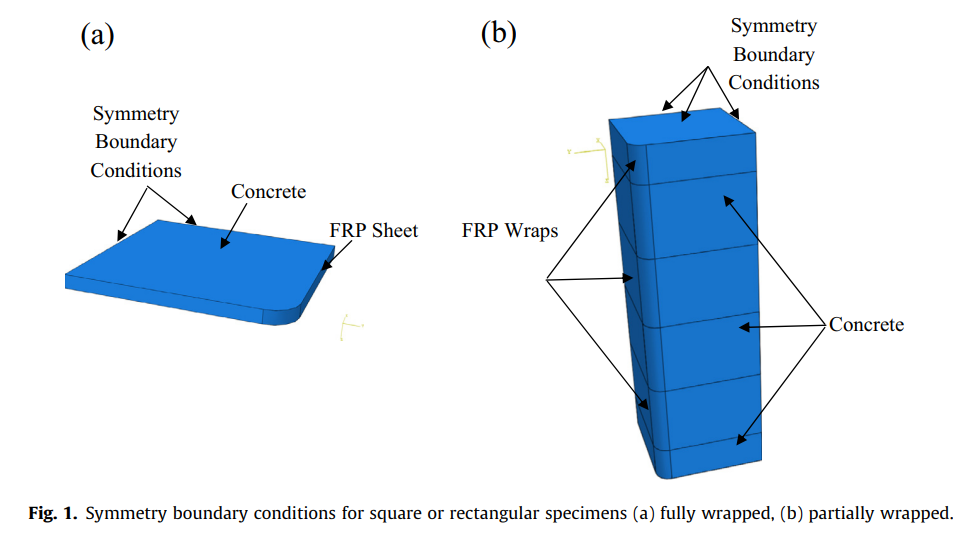 (a)
(b)
Symmetry
Boundary
Conditions
Symmetry
Boundary
Conditions
Concrete
FRP Sheet
FRP Wraps
Concrete
Fig. 1. Symmetry boundary conditions for square or rectangular specimens (a) fully wrapped, (b) partially wrapped.